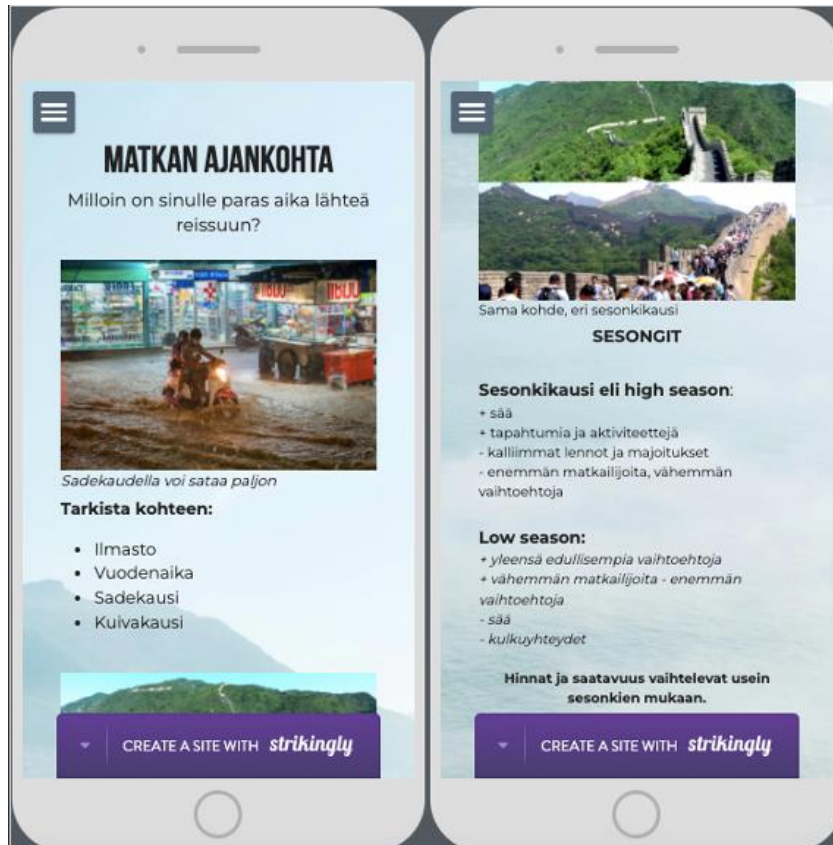 MATKAN AJANKOHTA
Milloin on sinulle paras aika lähteä
reissuun?
Sadekaudella voi sataa paljon
Tarkista kohteen:
• Ilmasto
• Vuodenaika
• Sadekausi
• Kuivakausi
CREATE A SITE WITH strikingly
Sama kohde, eri sesonkikausi
SESONGIT
Sesonkikausi eli high season:
+ sää
+ tapahtumia ja aktiviteettejä
- kalliimmat lennot ja majoitukset
- enemmän matkailijoita, vähemmän
vaihtoehtoja
Low season:
+ yleensä edullisempia vaihtoehtoja
+ vähemmän matkailijoita - enemmän
vaihtoehtoja
- sää
- kulkuyhteydet
Hinnat ja saatavuus vaihtelevat usein
sesonkien mukaan.
CREATE A SITE WITH strikingly